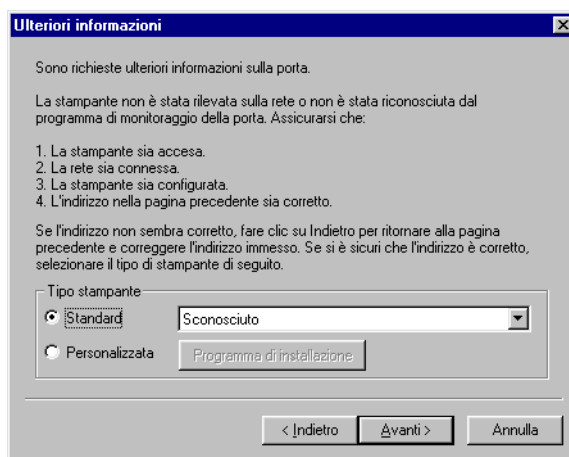 Ulteriori informazioni
Sono richieste ulteriori informazioni sulla porta.
La stampante non è stata rilevata sulla rete o non è stata riconosciuta dal
programma di monitoraggio della porta. Assicurarsi che:
1. La stampante sia accesa.
2. La rete sia connessa.
3. La stampante sia configurata.
4. L'indirizzo nella pagina precedente sia corretto.
Se l'indirizzo non sembra corretto, fare clic su Indietro per ritornare alla pagina
precedente e correggere l'indirizzo immesso. Se si è sicuri che l'indirizzo è corretto,
selezionare il tipo di stampante di seguito.
Tipo stampante
Standard Sconosciuto
Personalizzata Programma di installazione
< Indietro Avanti > Annulla